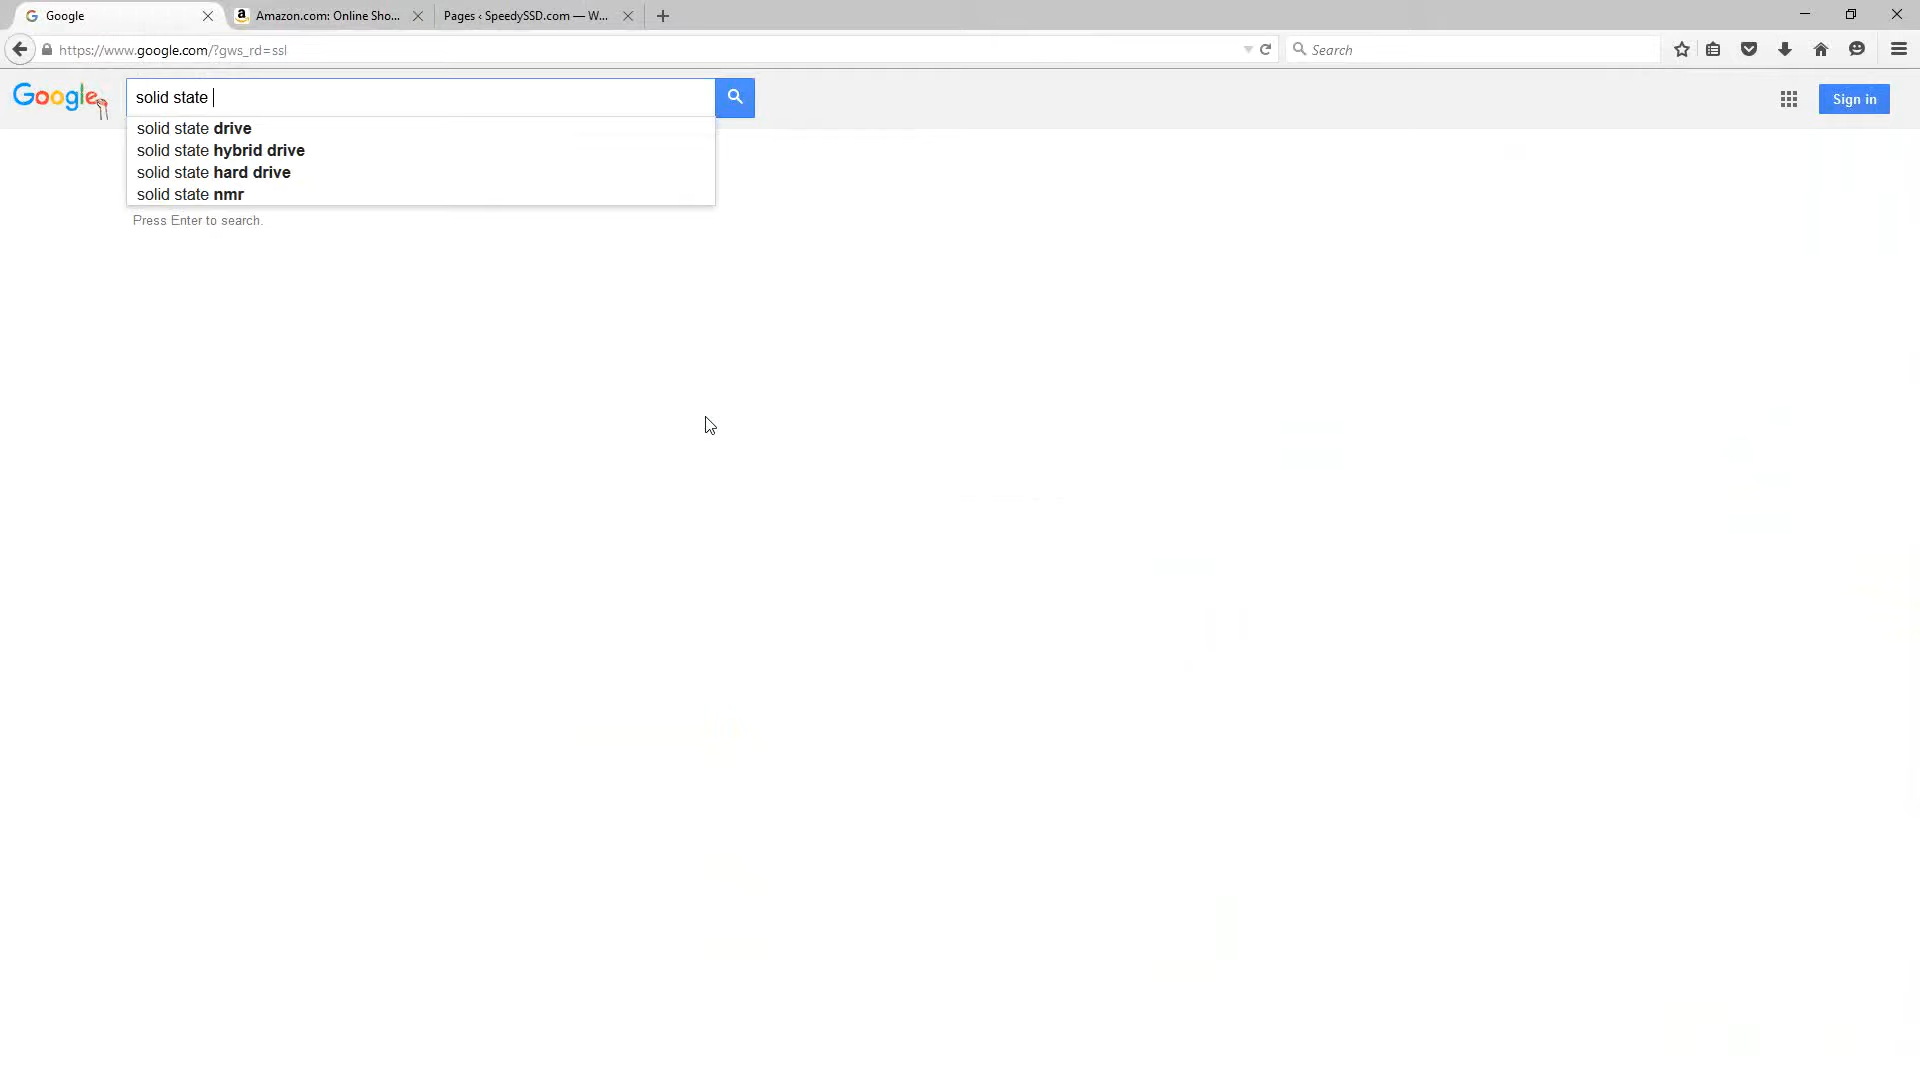 Google
Amazon.com: Online Sho...
Pages ‹ SpeedySSD.com — W...
https://www.google.com/?gws_rd=ssl
Search
Google
solid state
Sign in
solid state drive
solid state hybrid drive
solid state hard drive
solid state nmr
Press Enter to search.